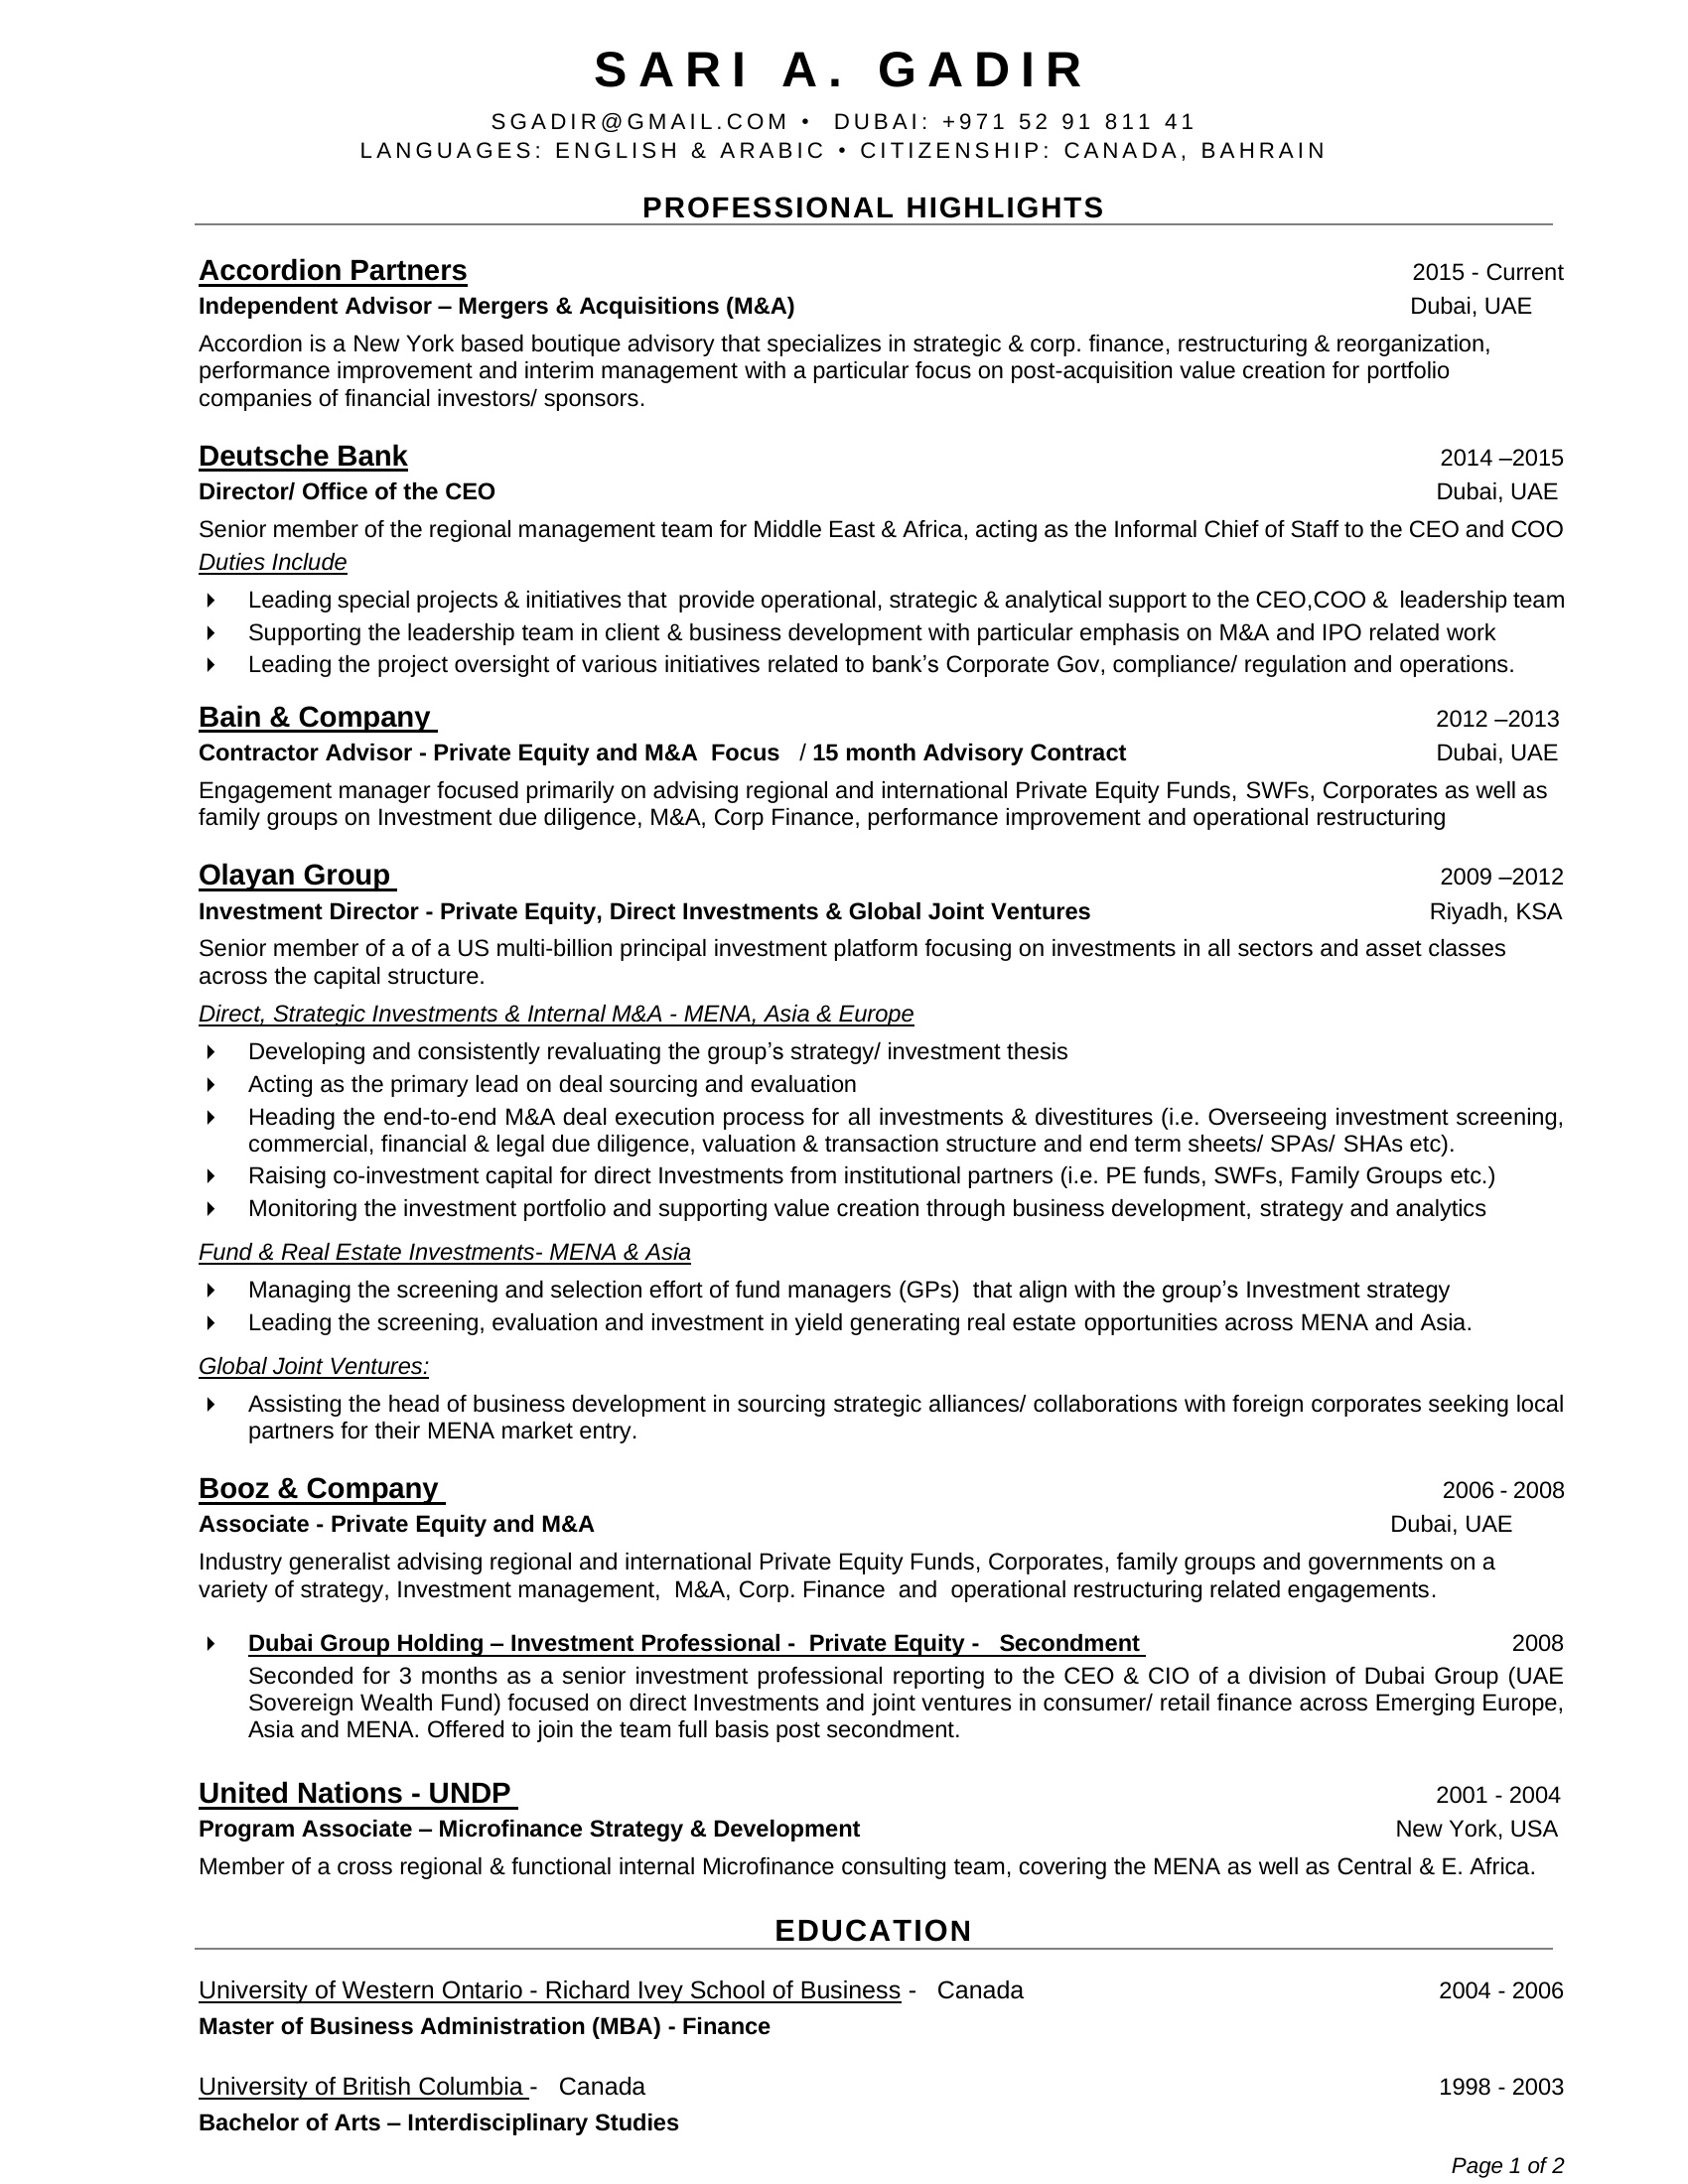 SARI A. GADIR
SGADIR@GMAIL.COM • DUBAI: +971 52 91 811 41
LANGUAGES: ENGLISH & ARABIC • CITIZENSHIP: CANADA, BAHRAIN
PROFESSIONAL HIGHLIGHTS
Accordion Partners 2015 - Current
Independent Advisor – Mergers & Acquisitions (M&A) Dubai, UAE
Accordion is a New York based boutique advisory that specializes in strategic & corp. finance, restructuring & reorganization,
performance improvement and interim management with a particular focus on post-acquisition value creation for portfolio
companies of financial investors/ sponsors.
Deutsche Bank 2014 –2015
Director/ Office of the CEO Dubai, UAE
Senior member of the regional management team for Middle East & Africa, acting as the Informal Chief of Staff to the CEO and COO
Duties Include
Leading special projects & initiatives that provide operational, strategic & analytical support to the CEO,COO & leadership team
Supporting the leadership team in client & business development with particular emphasis on M&A and IPO related work
Leading the project oversight of various initiatives related to bank’s Corporate Gov, compliance/ regulation and operations.
Bain & Company 2012 –2013
Contractor Advisor - Private Equity and M&A Focus / 15 month Advisory Contract Dubai, UAE
Engagement manager focused primarily on advising regional and international Private Equity Funds, SWFs, Corporates as well as
family groups on Investment due diligence, M&A, Corp Finance, performance improvement and operational restructuring
Olayan Group 2009 –2012
Investment Director - Private Equity, Direct Investments & Global Joint Ventures Riyadh, KSA
Senior member of a of a US multi-billion principal investment platform focusing on investments in all sectors and asset classes
across the capital structure.
Direct, Strategic Investments & Internal M&A - MENA, Asia & Europe
Developing and consistently revaluating the group’s strategy/ investment thesis
Acting as the primary lead on deal sourcing and evaluation
Heading the end-to-end M&A deal execution process for all investments & divestitures (i.e. Overseeing investment screening,
commercial, financial & legal due diligence, valuation & transaction structure and end term sheets/ SPAs/ SHAs etc).
Raising co-investment capital for direct Investments from institutional partners (i.e. PE funds, SWFs, Family Groups etc.)
Monitoring the investment portfolio and supporting value creation through business development, strategy and analytics
Fund & Real Estate Investments- MENA & Asia
Managing the screening and selection effort of fund managers (GPs) that align with the group’s Investment strategy
Leading the screening, evaluation and investment in yield generating real estate opportunities across MENA and Asia.
Global Joint Ventures:
Assisting the head of business development in sourcing strategic alliances/ collaborations with foreign corporates seeking local
partners for their MENA market entry.
Booz & Company 2006 - 2008
Associate - Private Equity and M&A Dubai, UAE
Industry generalist advising regional and international Private Equity Funds, Corporates, family groups and governments on a
variety of strategy, Investment management, M&A, Corp. Finance and operational restructuring related engagements.
Dubai Group Holding – Investment Professional - Private Equity - Secondment 2008
Seconded for 3 months as a senior investment professional reporting to the CEO & CIO of a division of Dubai Group (UAE
Sovereign Wealth Fund) focused on direct Investments and joint ventures in consumer/ retail finance across Emerging Europe,
Asia and MENA. Offered to join the team full basis post secondment.
United Nations - UNDP 2001 - 2004
Program Associate – Microfinance Strategy & Development New York, USA
Member of a cross regional & functional internal Microfinance consulting team, covering the MENA as well as Central & E. Africa.
EDUCATION
University of Western Ontario - Richard Ivey School of Business - Canada 2004 - 2006
Master of Business Administration (MBA) - Finance
University of British Columbia - Canada 1998 - 2003
Bachelor of Arts – Interdisciplinary Studies
Page 1 of 2